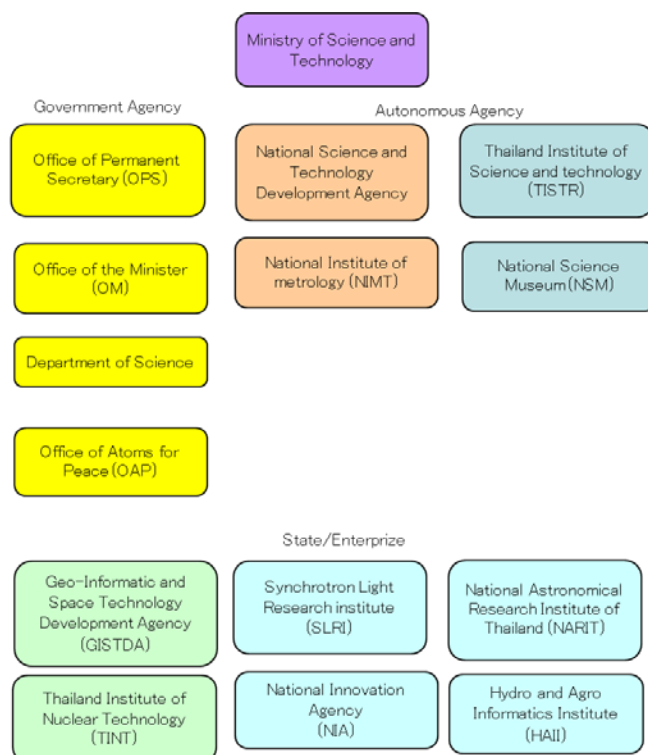 Ministry of Science and
Technology
Government Agency
Autonomous Agency
Office of Permanent
Secretary (OPS)
National Science and
Technology
Development Agency
Thailand Institute of
Science and technology
(TISTR)
Office of the Minister
(OM)
National Institute of
metrology (NIMT)
National Science
Museum (NSM)
Department of Science
Office of Atoms for
Peace (OAP)
State/Enterprize
Geo-Informatic and
Space Technology
Development Agency
(GISTDA)
Synchrotron Light
Research institute
(SLRI)
National Astronomical
Research Institute of
Thailand (NARIT)
Thailand Institute of
Nuclear Technology
(TINT)
National Innovation
Agency
(NIA)
Hydro and Agro
Informatics Institute
(HAII)